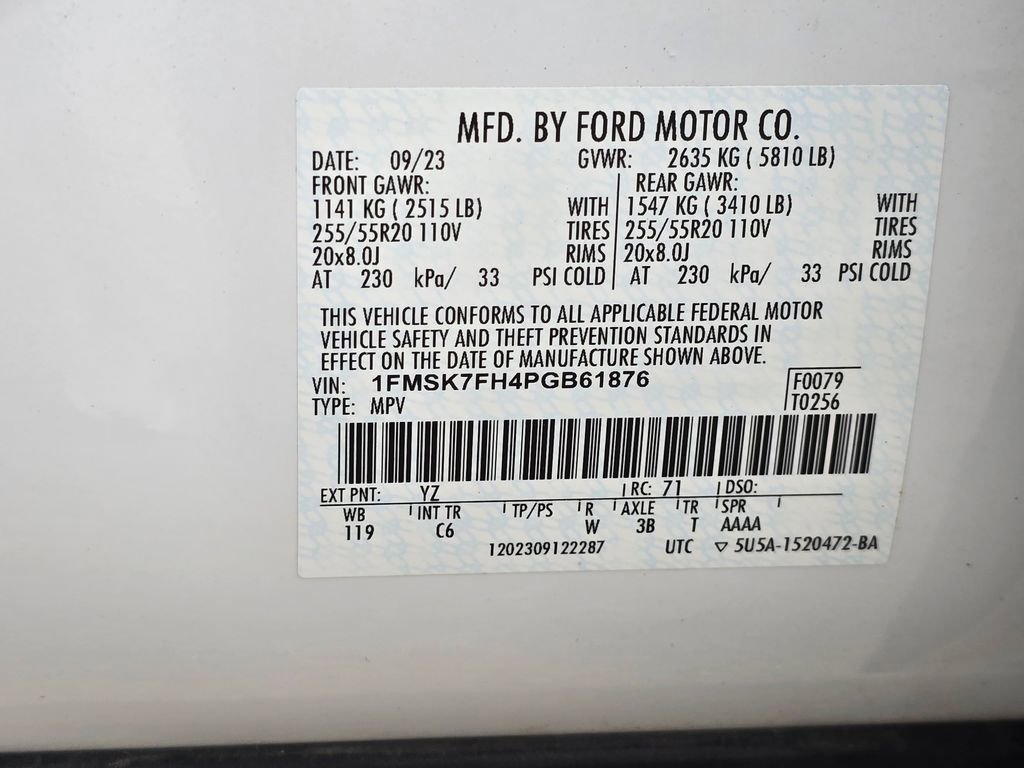 MFD. BY FORD MOTOR CO.
DATE: 09/23 GVWR: 2635 KG ( 5810 LB)
FRONT GAWR: REAR GAWR:
1141 KG ( 2515 LB) WITH 1547 KG ( 3410 LB) WITH
255/55R20 110V TIRES 255/55R20 110V TIRES
20x8.0J RIMS 20x8.0J RIMS
AT 230 kPa/ 33 PSI COLD AT 230 kPa/ 33 PSI COLD
THIS VEHICLE CONFORMS TO ALL APPLICABLE FEDERAL MOTOR
VEHICLE SAFETY AND THEFT PREVENTION STANDARDS IN
EFFECT ON THE DATE OF MANUFACTURE SHOWN ABOVE.
VIN: 1FMSK7FH4PGB61876 F0079
TYPE: MPV T0256
EXT PNT: YZ RC: 71 DSO:
WB INT TR TP/PS R AXLE TR SPR
119 C6 W 3B T AAAA
1202309122287 UTC ▽ 5U5A-1520472-BA